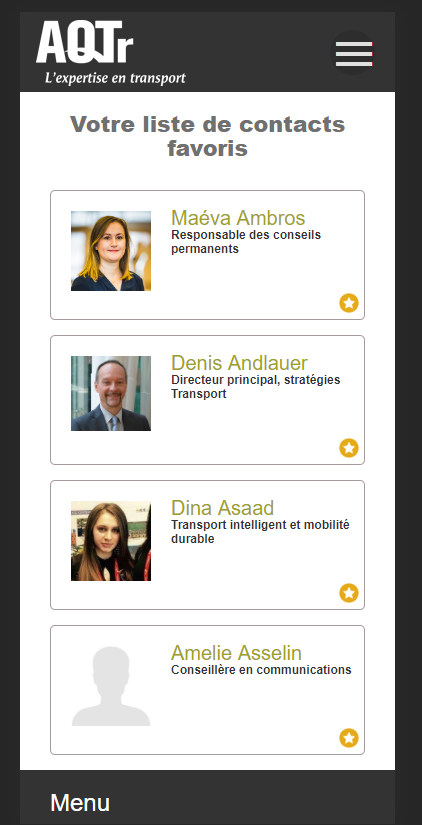 AQTr
L'expertise en transport
Votre liste de contacts
favoris
Maéva Ambros
Responsable des conseils
permanents
Denis Andlauer
Directeur principal, stratégies
Transport
Dina Asaad
Transport intelligent et mobilité
durable
Amelie Asselin
Conseillère en communications
Menu